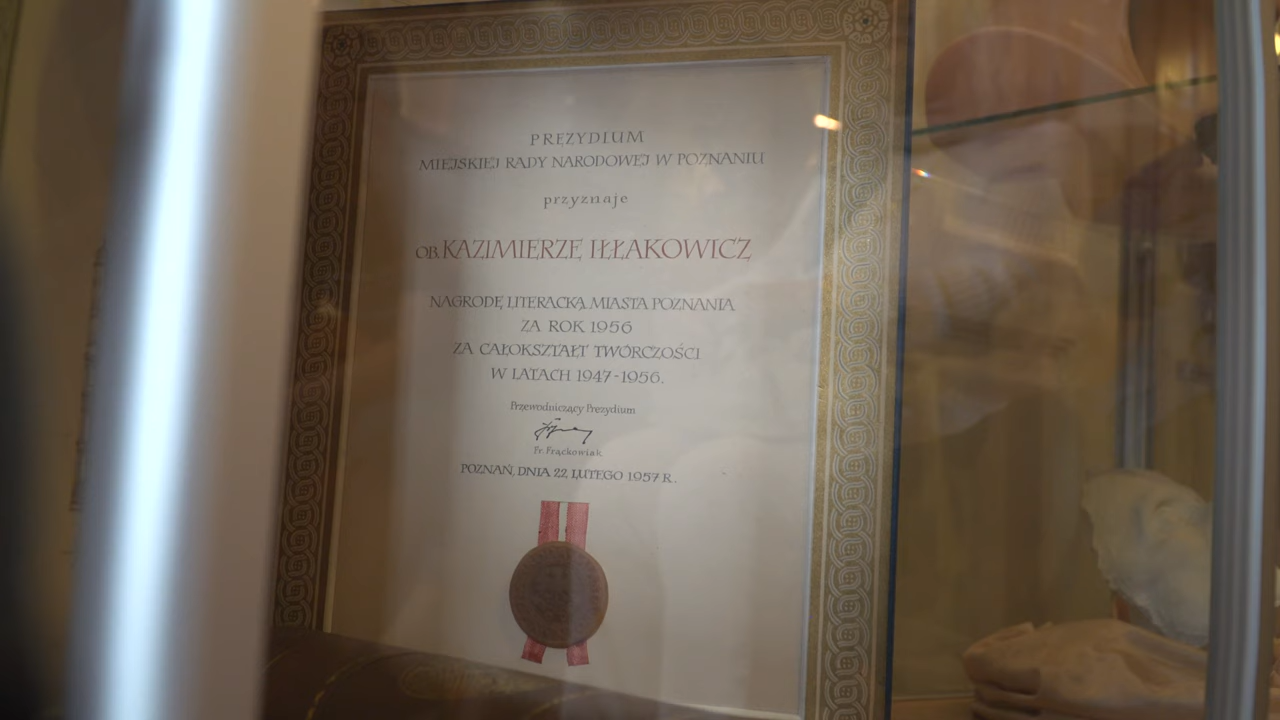 PREZYDIUM
MIEJSKIEJ RADY NARODOWEJ W POZNANIU
przyznaje
OB. KAZIMIERZE IŁŁAKOWICZ
NAGRODĘ LITERACKĄ MIASTA POZNANIA
ZA ROK 1956
ZA CAŁOKSZTAŁT TWÓRCZOŚCI
W LATACH 1947-1956.
Przewodniczący Prezydium
Fr. Frąckowiak
POZNAŃ, DNIA 22 LUTEGO 1957 R.